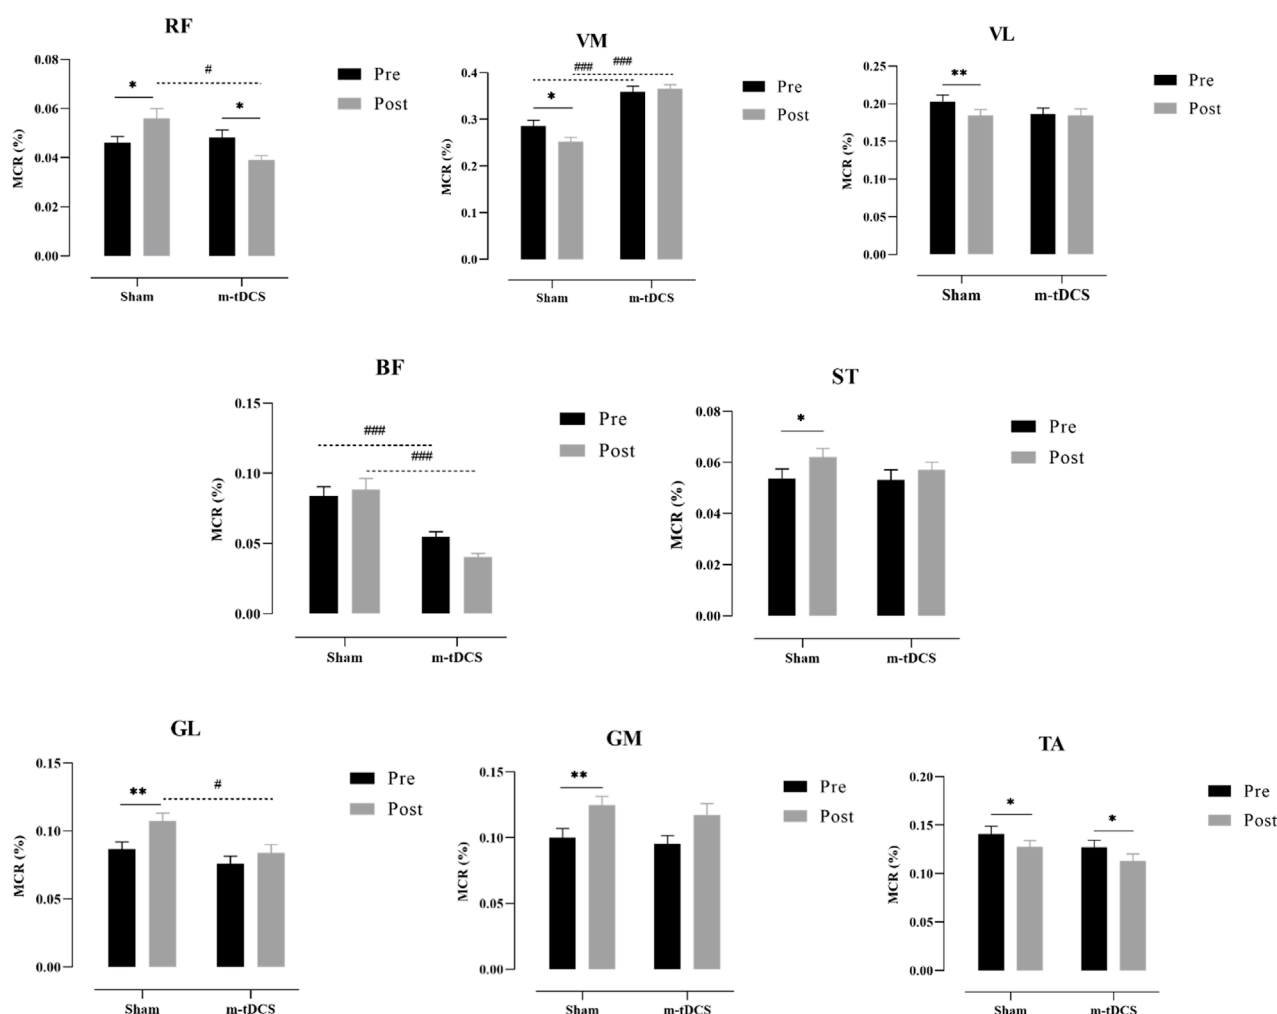 RF
0.08
0.06
0.04
0.02
0.00
MCR (%)
*
#
*
Pre
Post
Sham
m-tDCS
VM
0.4
0.3
0.2
0.1
0.0
MCR (%)
###
###
*
Pre
Post
Sham
m-tDCS
VL
0.25
0.20
0.15
0.10
0.05
0.00
MCR (%)
**
Pre
Post
Sham
m-tDCS
BF
0.15
0.10
0.05
0.00
MCR (%)
###
###
Pre
Post
Sham
m-tDCS
ST
0.08
0.06
0.04
0.02
0.00
MCR (%)
*
Pre
Post
Sham
m-tDCS
GL
0.15
0.10
0.05
0.00
MCR (%)
**
#
Pre
Post
Sham
m-tDCS
GM
0.15
0.10
0.05
0.00
MCR (%)
**
Pre
Post
Sham
m-tDCS
TA
0.20
0.15
0.10
0.05
0.00
MCR (%)
*
*
Pre
Post
Sham
m-tDCS